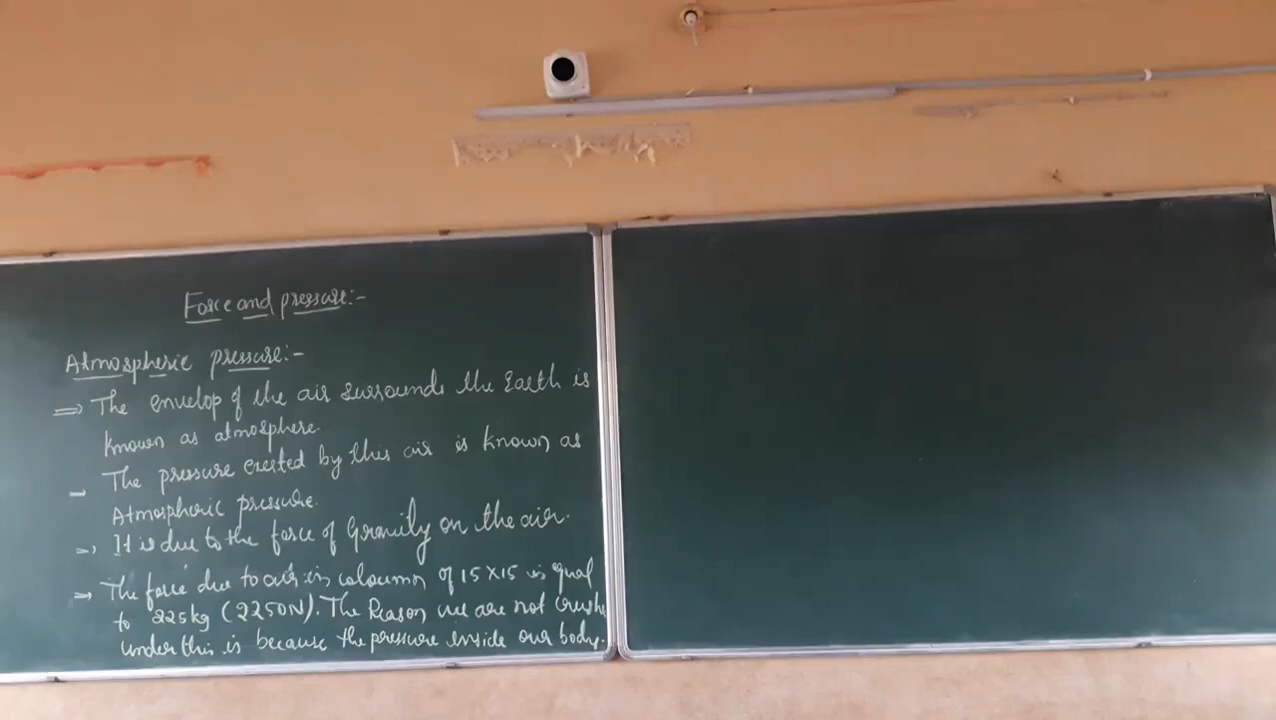 Force and pressure:-
Atmospheric pressure:-
=> The envelop of the air surrounds the Earth is
known as atmosphere.
- The pressure exerted by this air is known as
Atmospheric pressure.
=> It is due to the force of Gravity on the air.
=> The force due to air in coloumn of 15×15 is qual
to 225kg (2250N). The Reason we are not crush
under this is because the pressure inside our body.